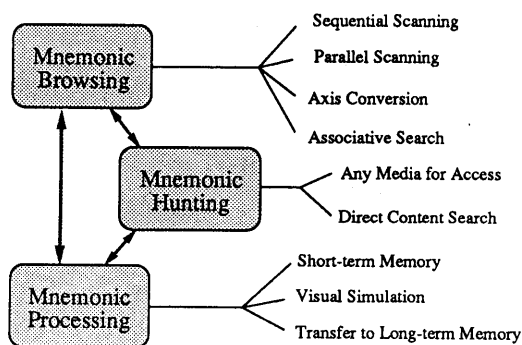 Mnemonic
Browsing
Sequential Scanning
Parallel Scanning
Axis Conversion
Associative Search
Mnemonic
Hunting
Any Media for Access
Direct Content Search
Mnemonic
Processing
Short-term Memory
Visual Simulation
Transfer to Long-term Memory